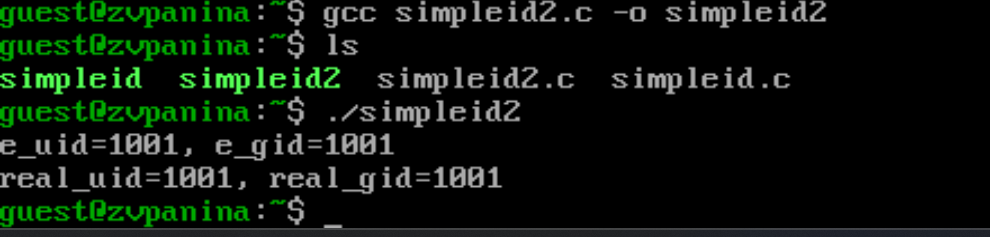 guest@zvpanina:~$ gcc simpleid2.c -o simpleid2
guest@zvpanina:~$ ls
simpleid  simpleid2  simpleid2.c  simpleid.c
guest@zvpanina:~$ ./simpleid2
e_uid=1001, e_gid=1001
real_uid=1001, real_gid=1001
guest@zvpanina:~$ _